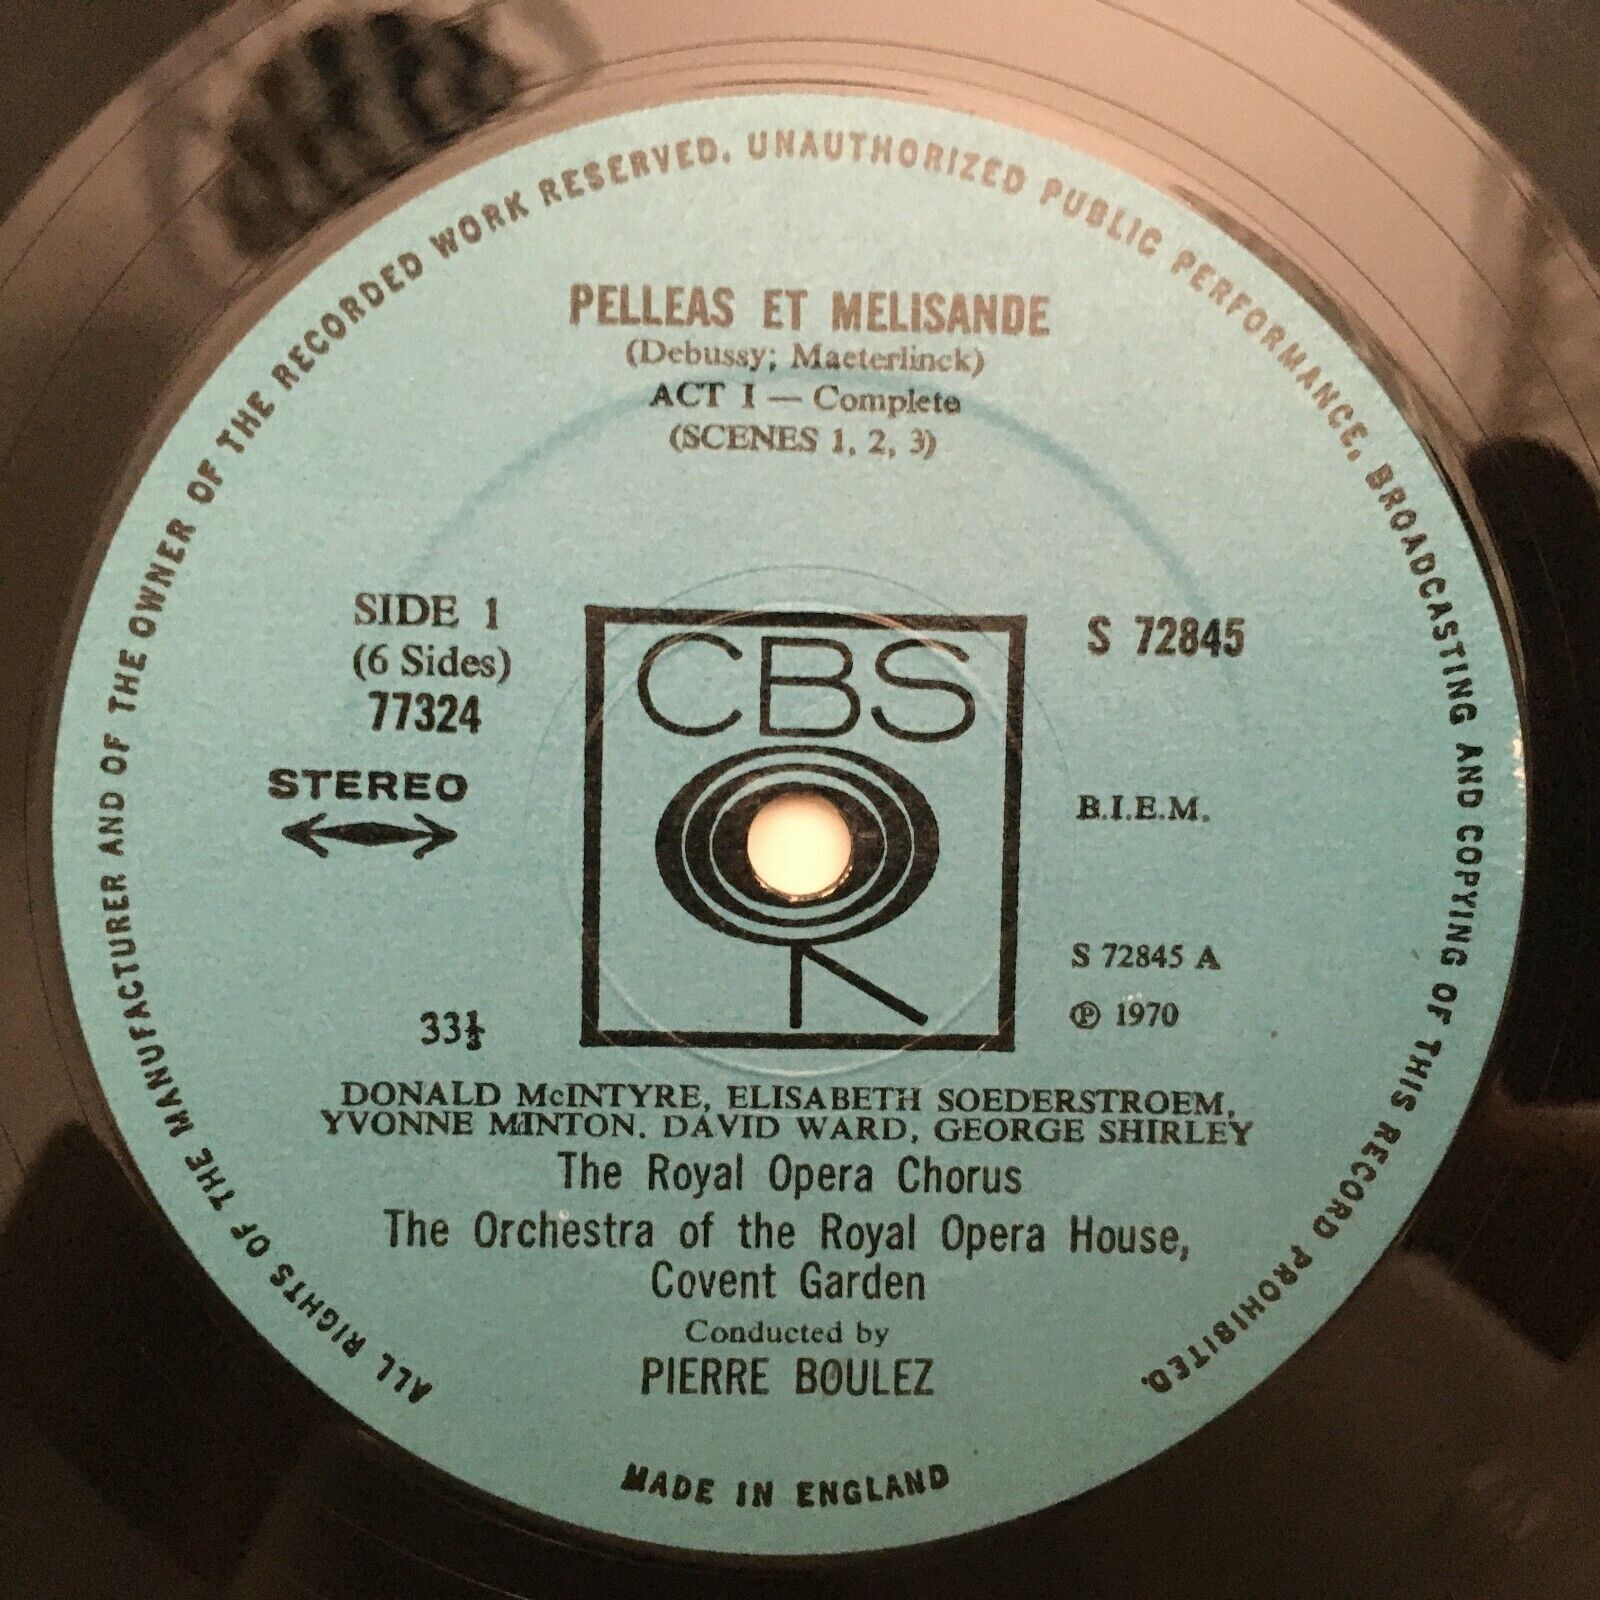 ALL RIGHTS OF THE MANUFACTURER AND OF THE OWNER OF THE RECORDED WORK RESERVED. UNAUTHORIZED PUBLIC PERFORMANCE, BROADCASTING AND COPYING OF THIS RECORD PROHIBITED.
PELLEAS ET MELISANDE
(Debussy; Maeterlinck)
ACT I — Complete
(SCENES 1, 2, 3)
SIDE 1
(6 Sides)
77324
STEREO
33⅓
CBS
S 72845
B.I.E.M.
S 72845 A
℗ 1970
DONALD McINTYRE, ELISABETH SOEDERSTROEM,
YVONNE MINTON. DAVID WARD, GEORGE SHIRLEY
The Royal Opera Chorus
The Orchestra of the Royal Opera House,
Covent Garden
Conducted by
PIERRE BOULEZ
MADE IN ENGLAND